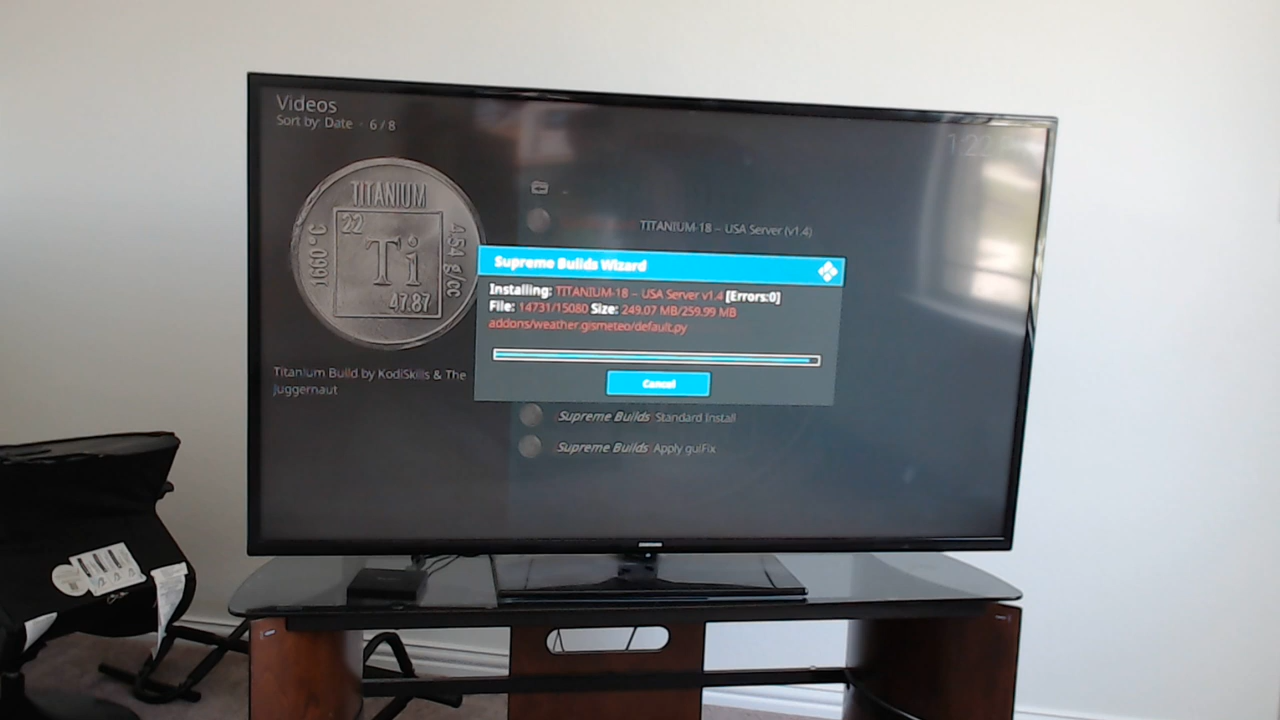 Videos
Sort by: Date · 6 / 8
TITANIUM
22
Ti
47.87
1660 °C
4.54 g/cc
TITANIUM-18 – USA Server (v1.4)
Supreme Builds Wizard
Installing: TITANIUM-18 – USA Server v1.4 [Errors:0]
File: 14731/15080 Size: 249.07 MB/259.99 MB
addons/weather.gismeteo/default.py
Cancel
Titanium Build by KodiSkills & The
Juggernaut
Supreme Builds Standard Install
Supreme Builds Apply guiFix